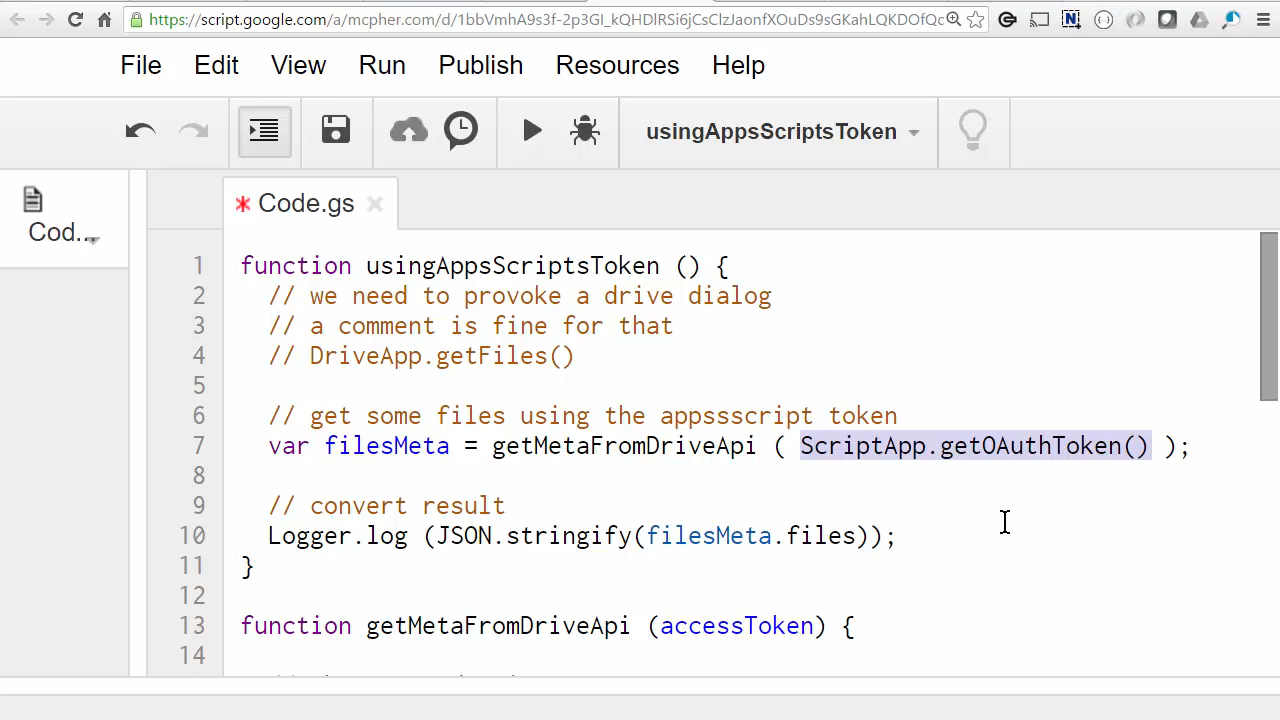 https://script.google.com/a/mcpher.com/d/1bbVmhA9s3f-2p3GI_kQHDlRSi6jCsClzJaonfXOuDs9sGKahLQKDOfQc
File Edit View Run Resources Publish Help
usingAppsScriptsToken
Cod...
* Code.gs ×
1 function usingAppsScriptsToken () {
2 // we need to provoke a drive dialog
3 // a comment is fine for that
4 // DriveApp.getFiles()
5
6 // get some files using the appssscript token
7 var filesMeta = getMetaFromDriveApi ( ScriptApp.getOAuthToken() );
8
9 // convert result
10 Logger.log (JSON.stringify(filesMeta.files));
11 }
12
13 function getMetaFromDriveApi (accessToken) {
14